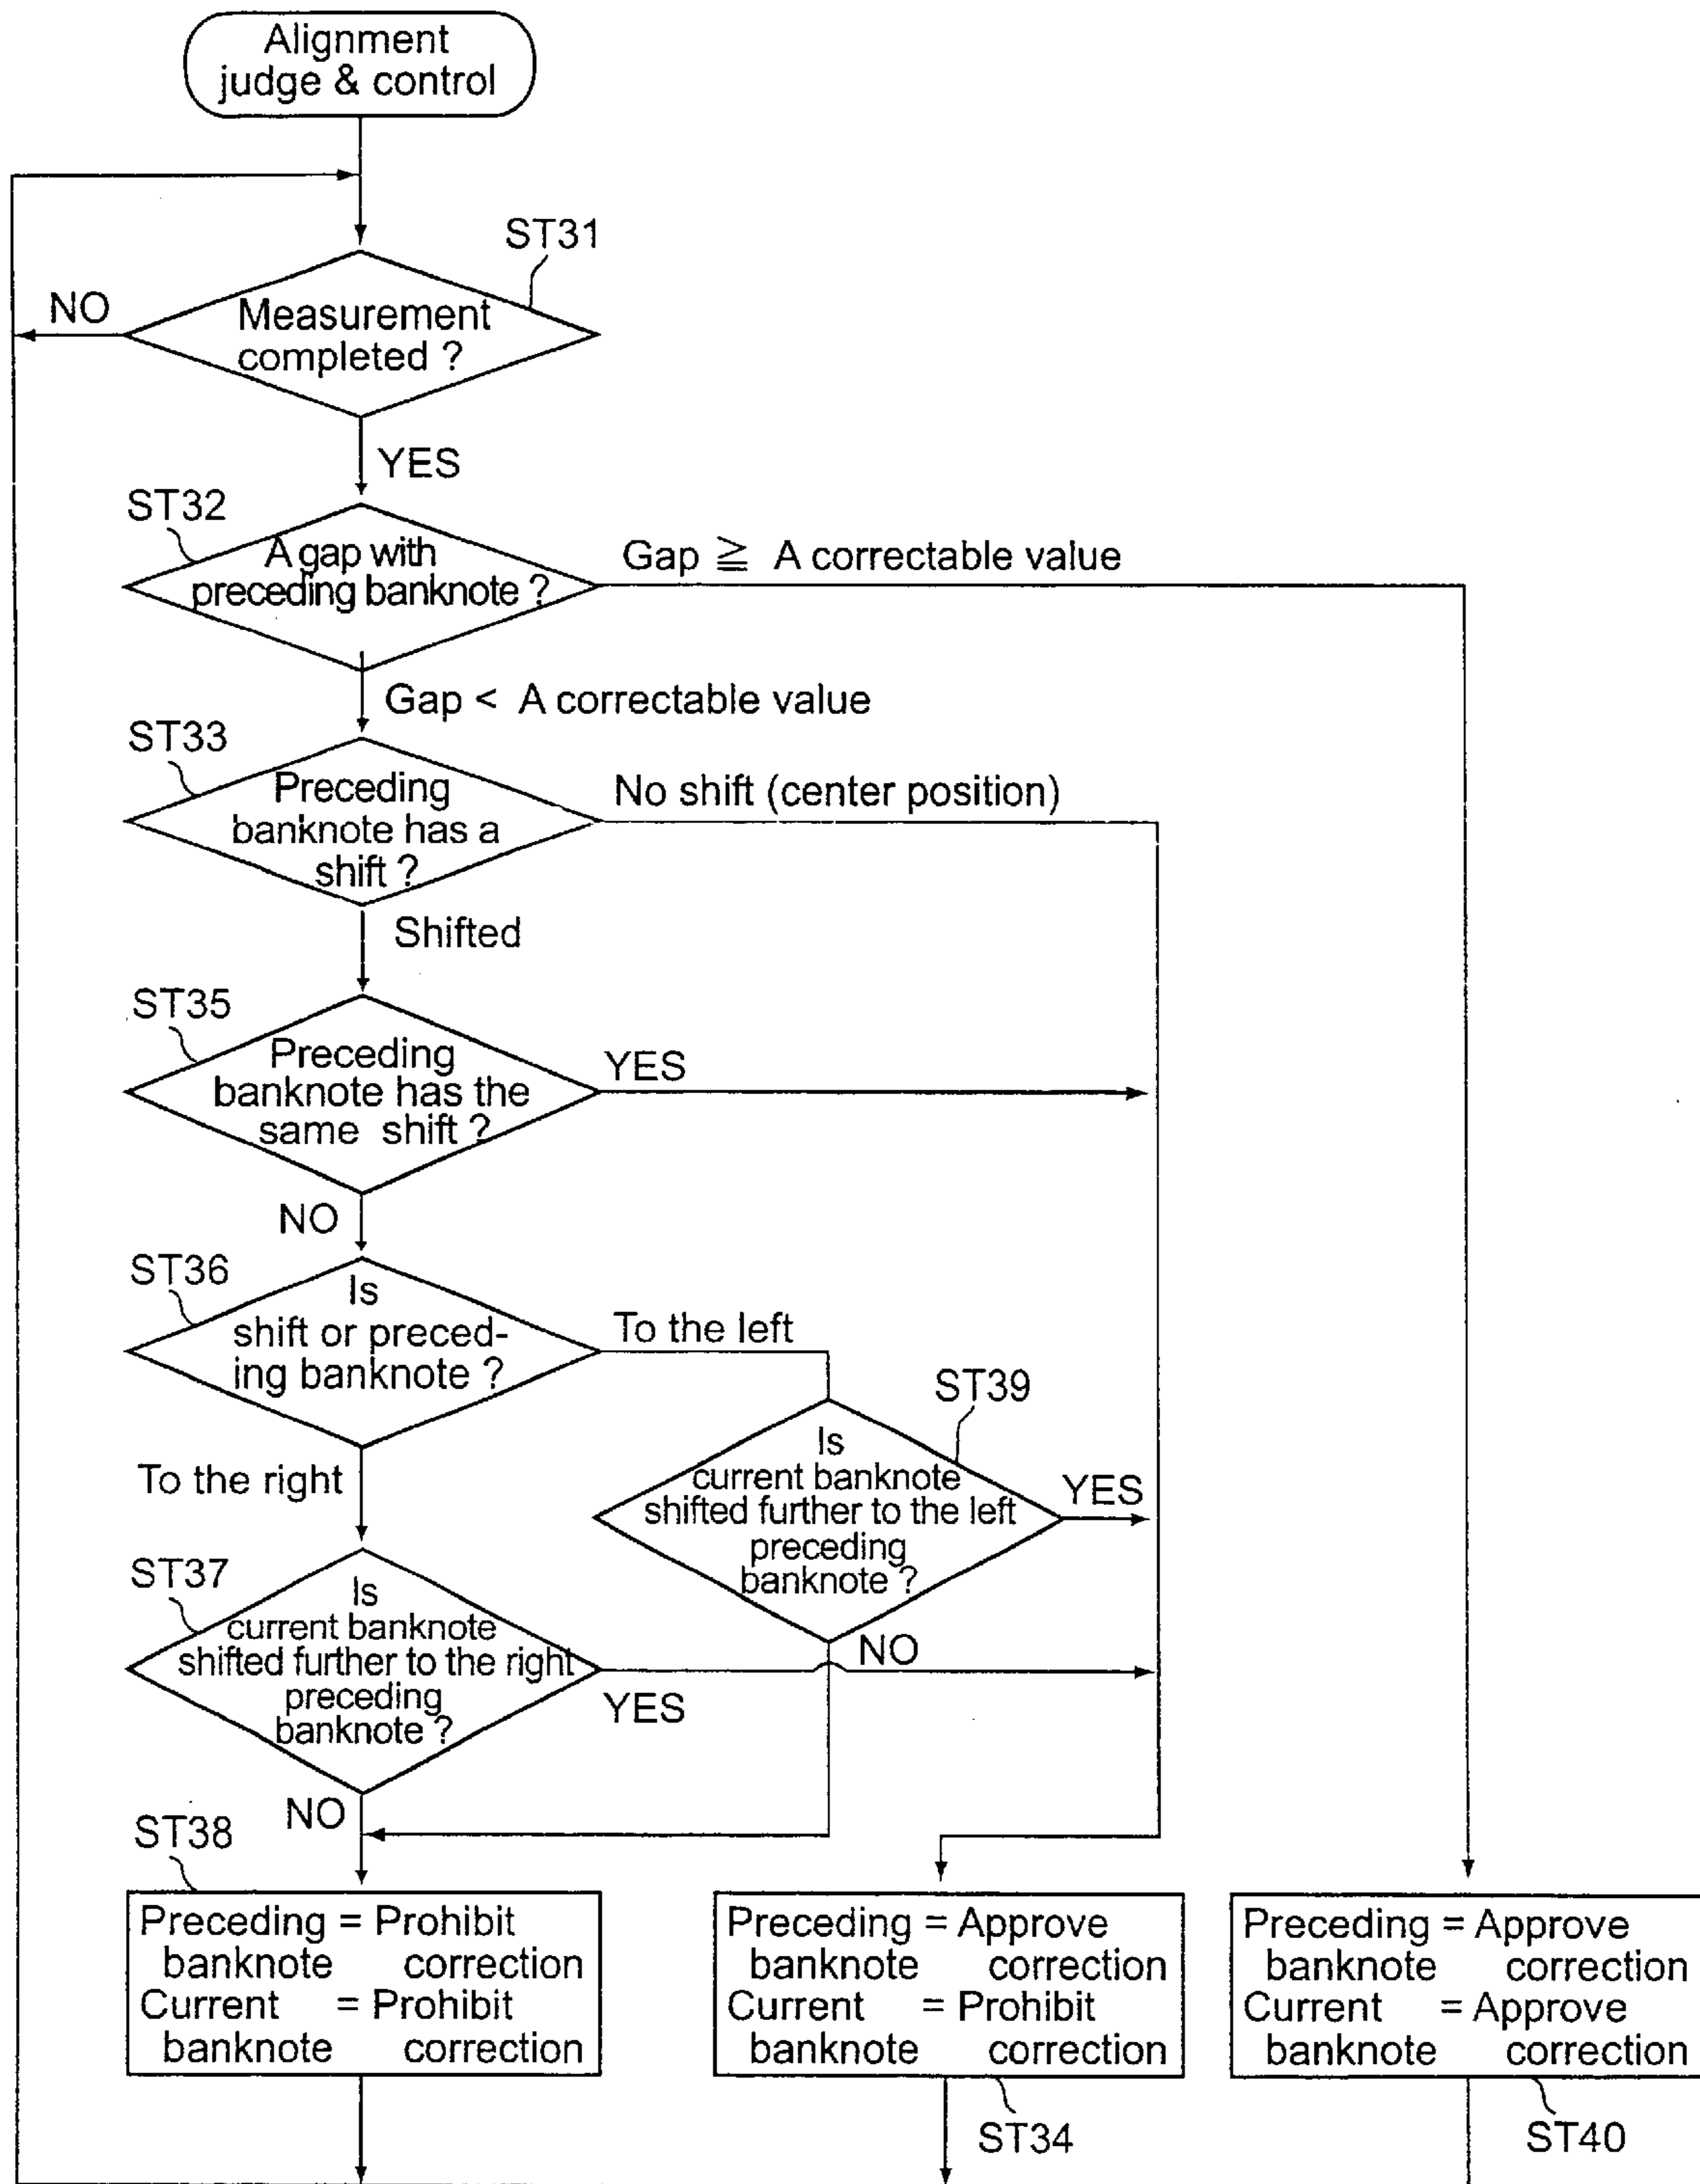 Alignment
judge & control
ST31
NO
Measurement
completed ?
YES
ST32
A gap with
preceding banknote ?
Gap ≧ A correctable value
Gap < A correctable value
ST33
Preceding
banknote has a
shift ?
No shift (center position)
Shifted
ST35
Preceding
banknote has the
same shift ?
YES
NO
ST36
Is
shift or preced-
ing banknote ?
To the left
ST39
Is
current banknote
shifted further to the left
preceding
banknote ?
YES
To the right
ST37
Is
current banknote
shifted further to the right
preceding
banknote ?
NO
YES
NO
ST38
Preceding = Prohibit
banknote correction
Current = Prohibit
banknote correction
Preceding = Approve
banknote correction
Current = Prohibit
banknote correction
Preceding = Approve
banknote correction
Current = Approve
banknote correction
ST34
ST40